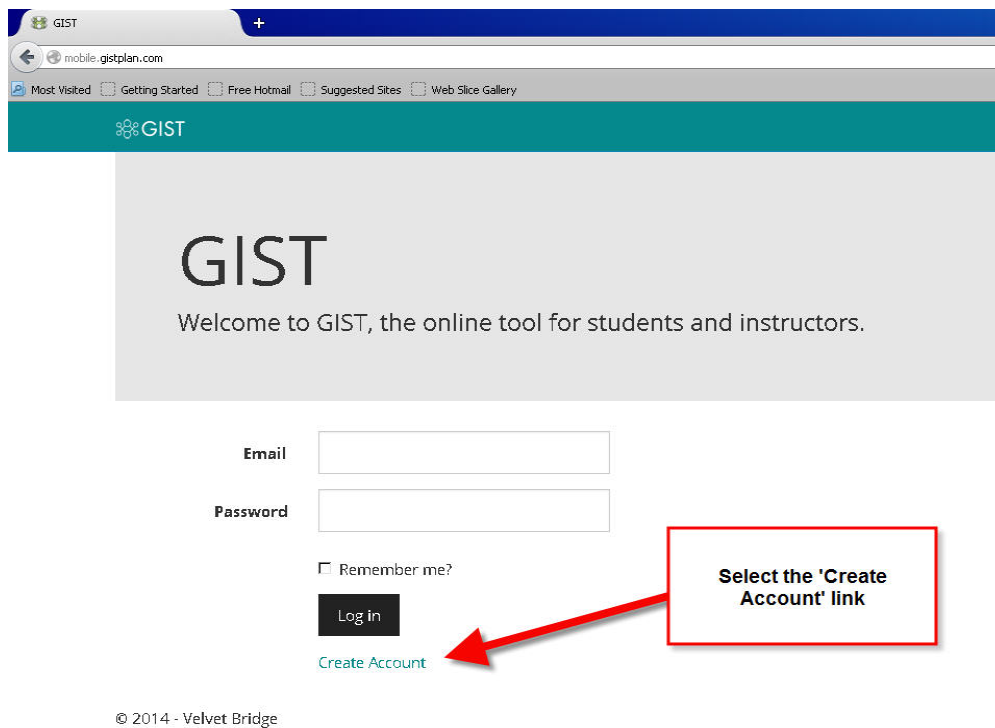 GIST
+
mobile.gistplan.com
Most Visited Getting Started Free Hotmail Suggested Sites Web Slice Gallery
GIST
GIST
Welcome to GIST, the online tool for students and instructors.
Email
Password
Remember me?
Log in
Create Account
Select the 'Create
Account' link
© 2014 - Velvet Bridge